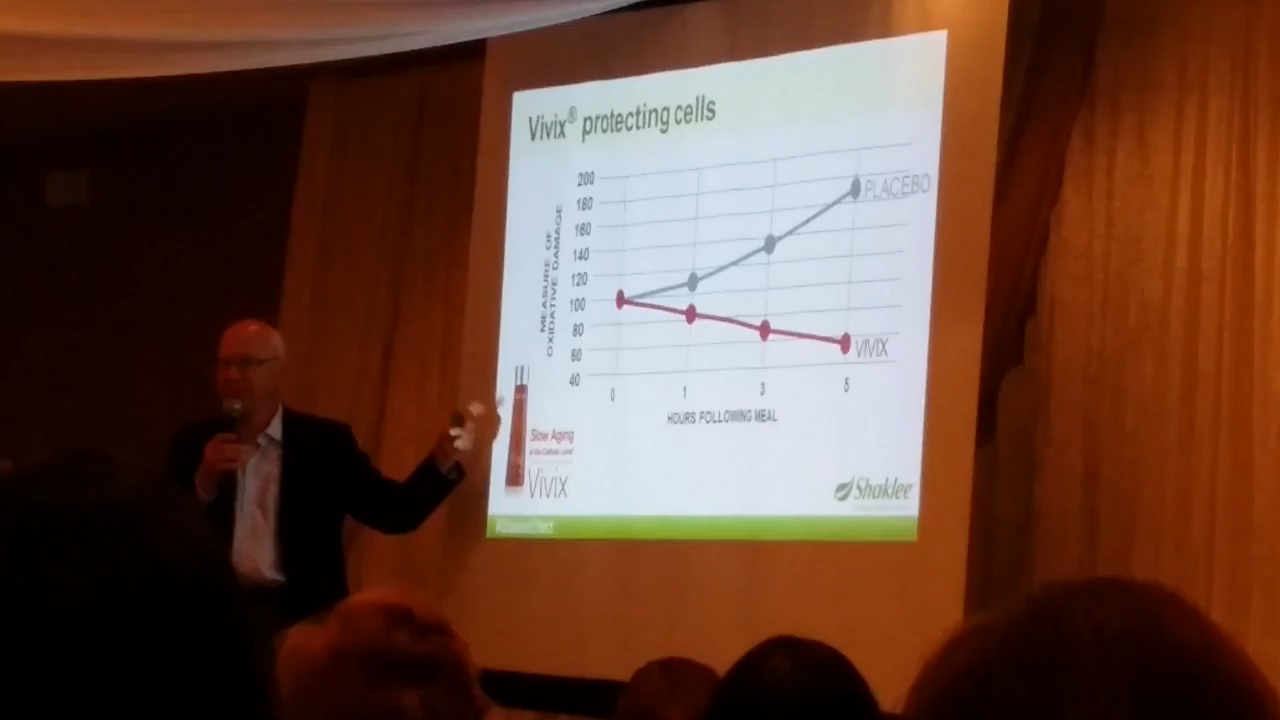 Vivix® protecting cells
200
180
160
140
120
100
80
60
40
MEASURE OF
OXIDATIVE DAMAGE
PLACEBO
VIVIX
0 1 3 5
HOURS FOLLOWING MEAL
Slow Aging
Vivix
Shaklee